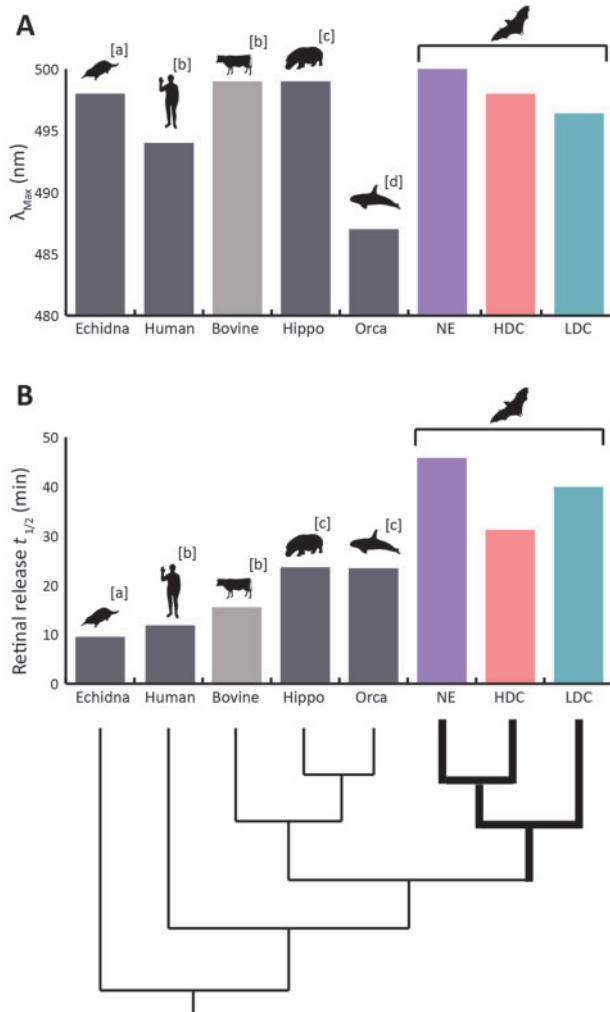 A
[a]
[b]
[b]
[c]
[d]
500
495
490
485
480
λMax (nm)
Echidna Human Bovine Hippo Orca NE HDC LDC
B
[a]
[b]
[b]
[c]
[c]
50
40
30
20
10
0
Retinal release t 1/2 (min)
Echidna Human Bovine Hippo Orca NE HDC LDC